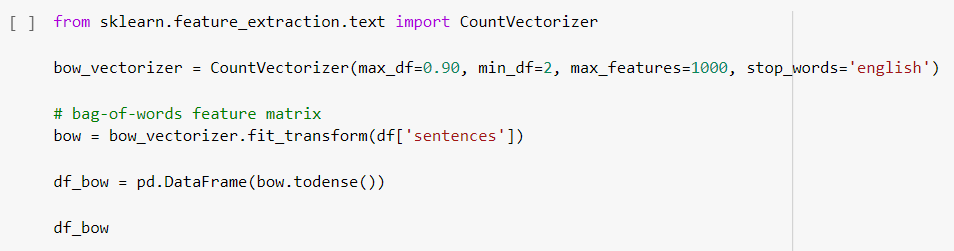 [ ] from sklearn.feature_extraction.text import CountVectorizer
bow_vectorizer = CountVectorizer(max_df=0.90, min_df=2, max_features=1000, stop_words='english')
# bag-of-words feature matrix
bow = bow_vectorizer.fit_transform(df['sentences'])
df_bow = pd.DataFrame(bow.todense())
df_bow